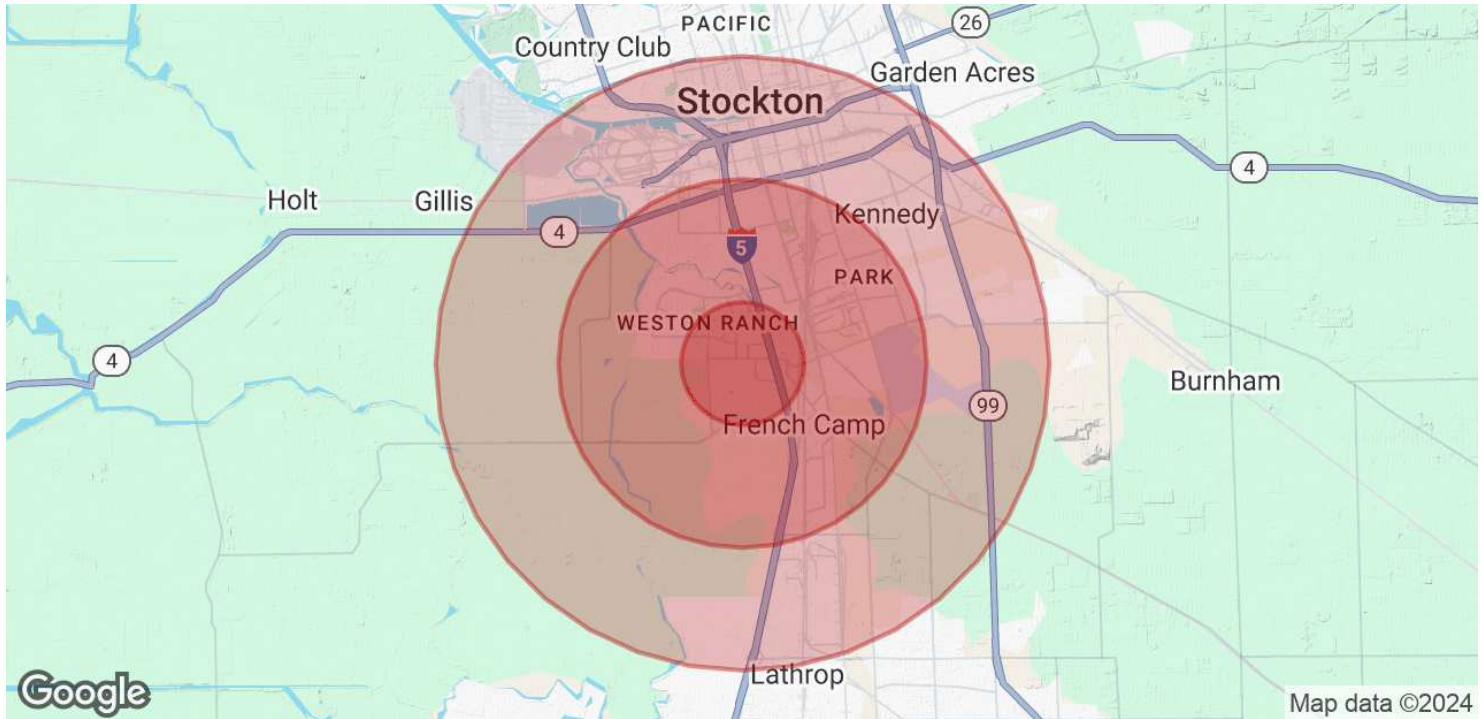 PACIFIC
26
Country Club
Garden Acres
Stockton
4
Holt
Gillis
Kennedy
4
5
PARK
WESTON RANCH
4
Burnham
99
French Camp
Lathrop
Google
Map data ©2024